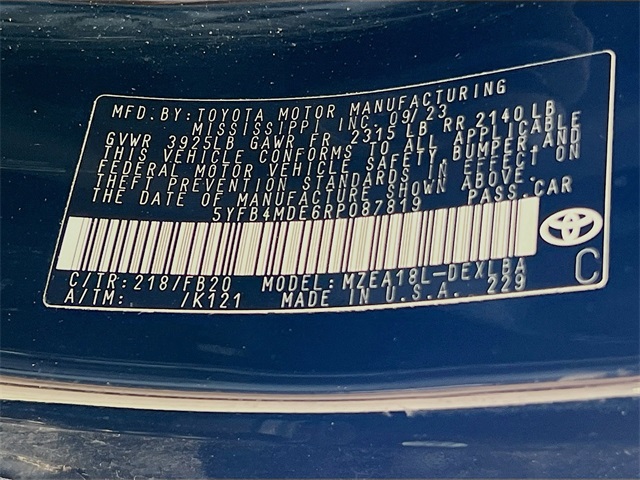 MFD. BY: TOYOTA MOTOR MANUFACTURING
MISSISSIPPI INC. 09/23
GVWR 3925LB GAWR FR 2315 LB RR 2140 LB
THIS VEHICLE CONFORMS TO ALL APPLICABLE
FEDERAL MOTOR VEHICLE SAFETY, BUMPER, AND
THEFT PREVENTION STANDARDS IN EFFECT ON
THE DATE OF MANUFACTURE SHOWN ABOVE.
5YFB4MDE6RP087819 PASS. CAR
C/TR: 218/FB20 MODEL: MZEA18L-DEXLBA
A/TM: /K121 MADE IN U.S.A. 229
C